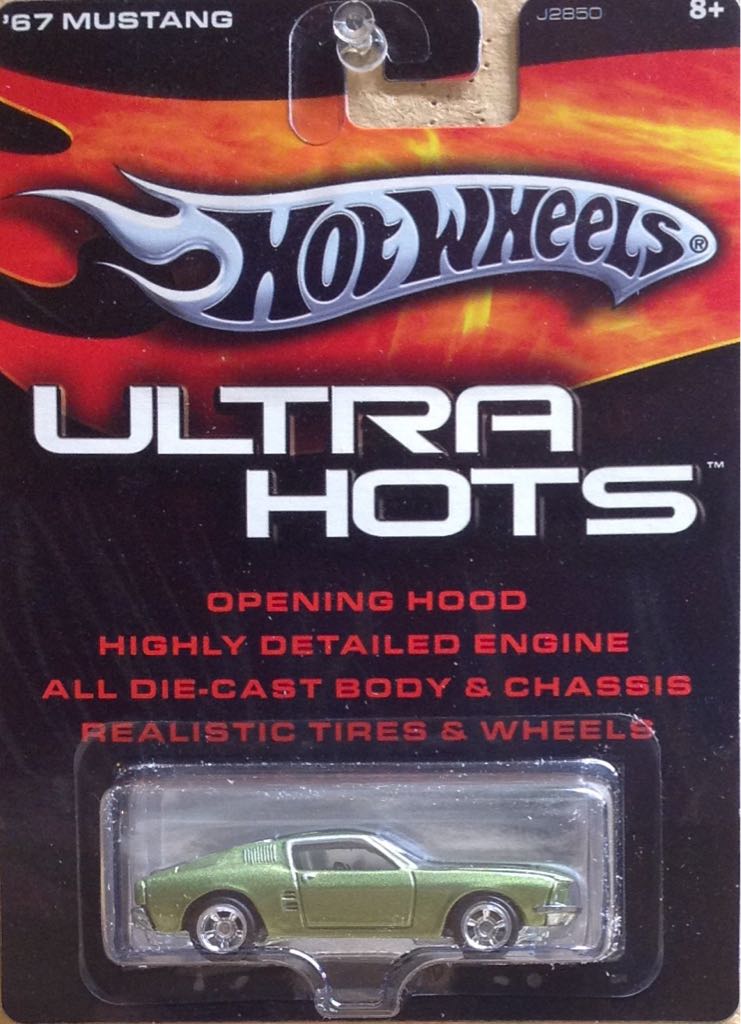 '67 MUSTANG
J2850
8+
HOT WHEELS®
ULTRA
HOTS™
OPENING HOOD
HIGHLY DETAILED ENGINE
ALL DIE-CAST BODY & CHASSIS
REALISTIC TIRES & WHEELS